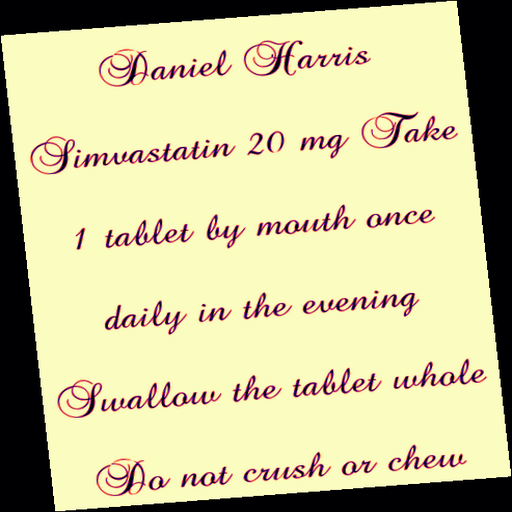 Daniel Harris
Simvastatin 20 mg Take
1 tablet by mouth once
daily in the evening
Swallow the tablet whole
Do not crush or chew